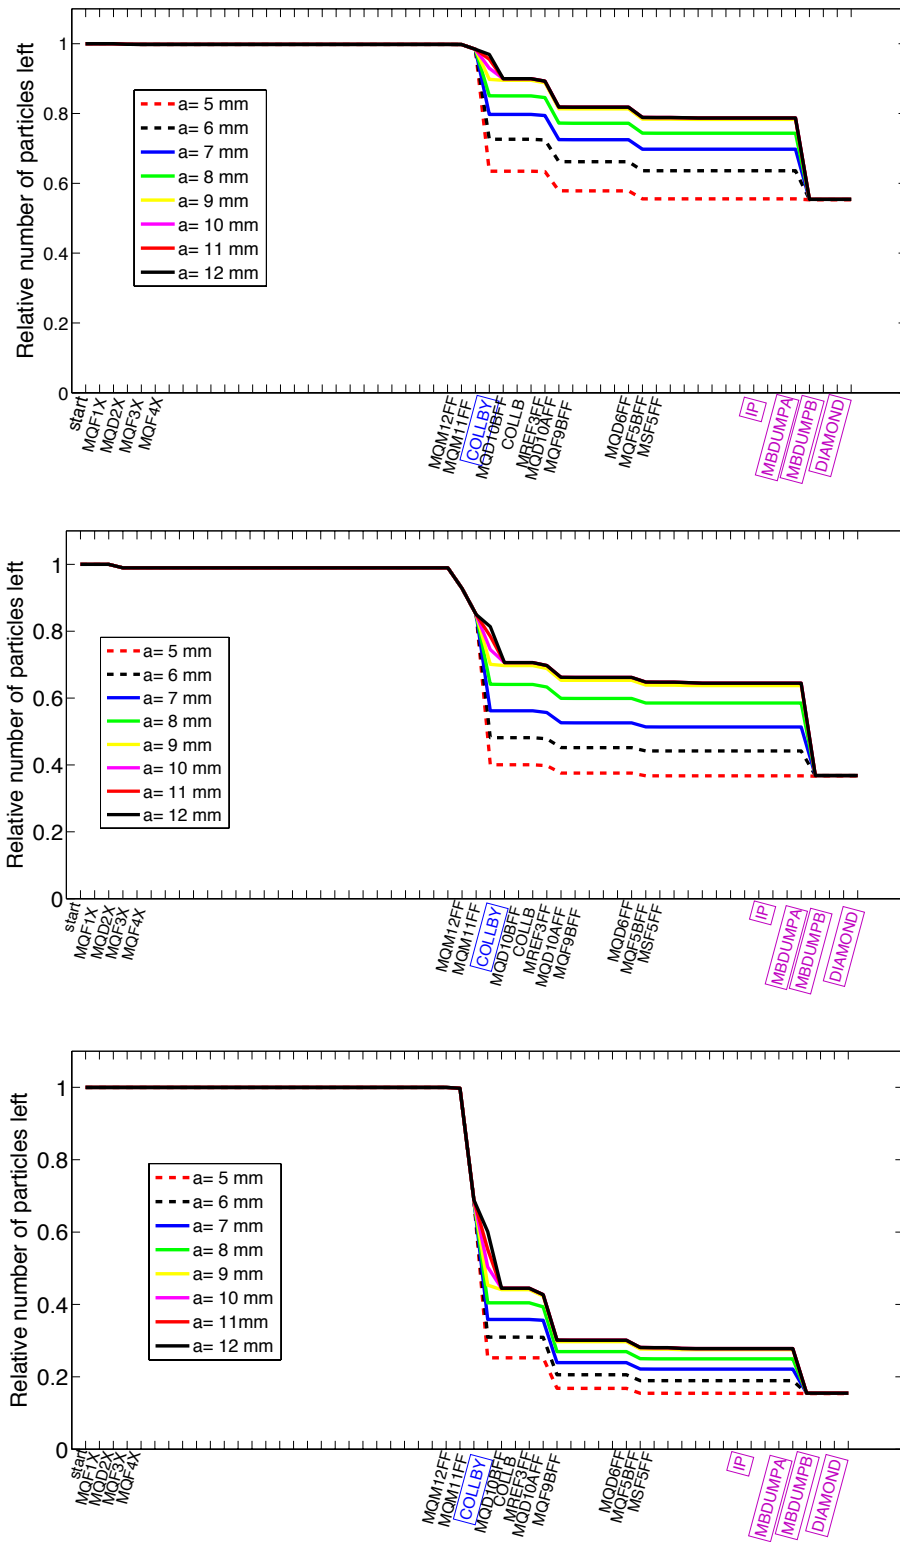 Relative number of particles left
1
0.8
0.6
0.4
0.2
0
a= 5 mm
a= 6 mm
a= 7 mm
a= 8 mm
a= 9 mm
a= 10 mm
a= 11 mm
a= 12 mm
start
MQF1X
MQD2X
MQF3X
MQF4X
MQM12FF
MQM11FF
COLLBY
MQD10BFF
COLLB
MREF3FF
MQD10AFF
MQF9BFF
MQD6FF
MQF5BFF
MSF5FF
IP
MBDUMPA
MBDUMPB
DIAMOND
Relative number of particles left
1
0.8
0.6
0.4
0.2
0
a= 5 mm
a= 6 mm
a= 7 mm
a= 8 mm
a= 9 mm
a= 10 mm
a= 11 mm
a= 12 mm
start
MQF1X
MQD2X
MQF3X
MQF4X
MQM12FF
MQM11FF
COLLBY
MQD10BFF
COLLB
MREF3FF
MQD10AFF
MQF9BFF
MQD6FF
MQF5BFF
MSF5FF
IP
MBDUMPA
MBDUMPB
DIAMOND
Relative number of particles left
1
0.8
0.6
0.4
0.2
0
a= 5 mm
a= 6 mm
a= 7 mm
a= 8 mm
a= 9 mm
a= 10 mm
a= 11mm
a= 12 mm
start
MQF1X
MQD2X
MQF3X
MQF4X
MQM12FF
MQM11FF
COLLBY
MQD10BFF
COLLB
MREF3FF
MQD10AFF
MQF9BFF
MQD6FF
MQF5BFF
MSF5FF
IP
MBDUMPA
MBDUMPB
DIAMOND